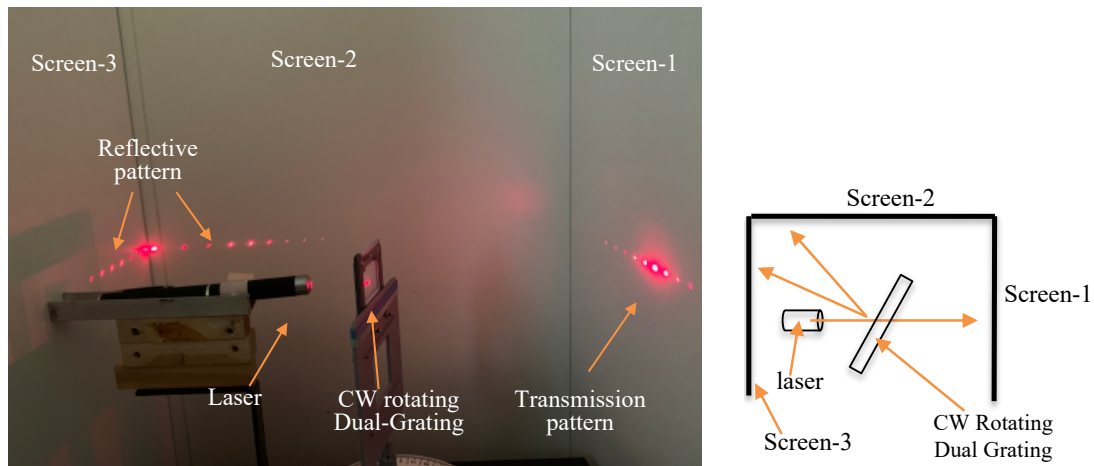 Screen-3
Screen-2
Screen-1
Reflective
pattern
Laser
CW rotating
Dual-Grating
Transmission
pattern
Screen-2
Screen-1
laser
Screen-3
CW Rotating
Dual Grating